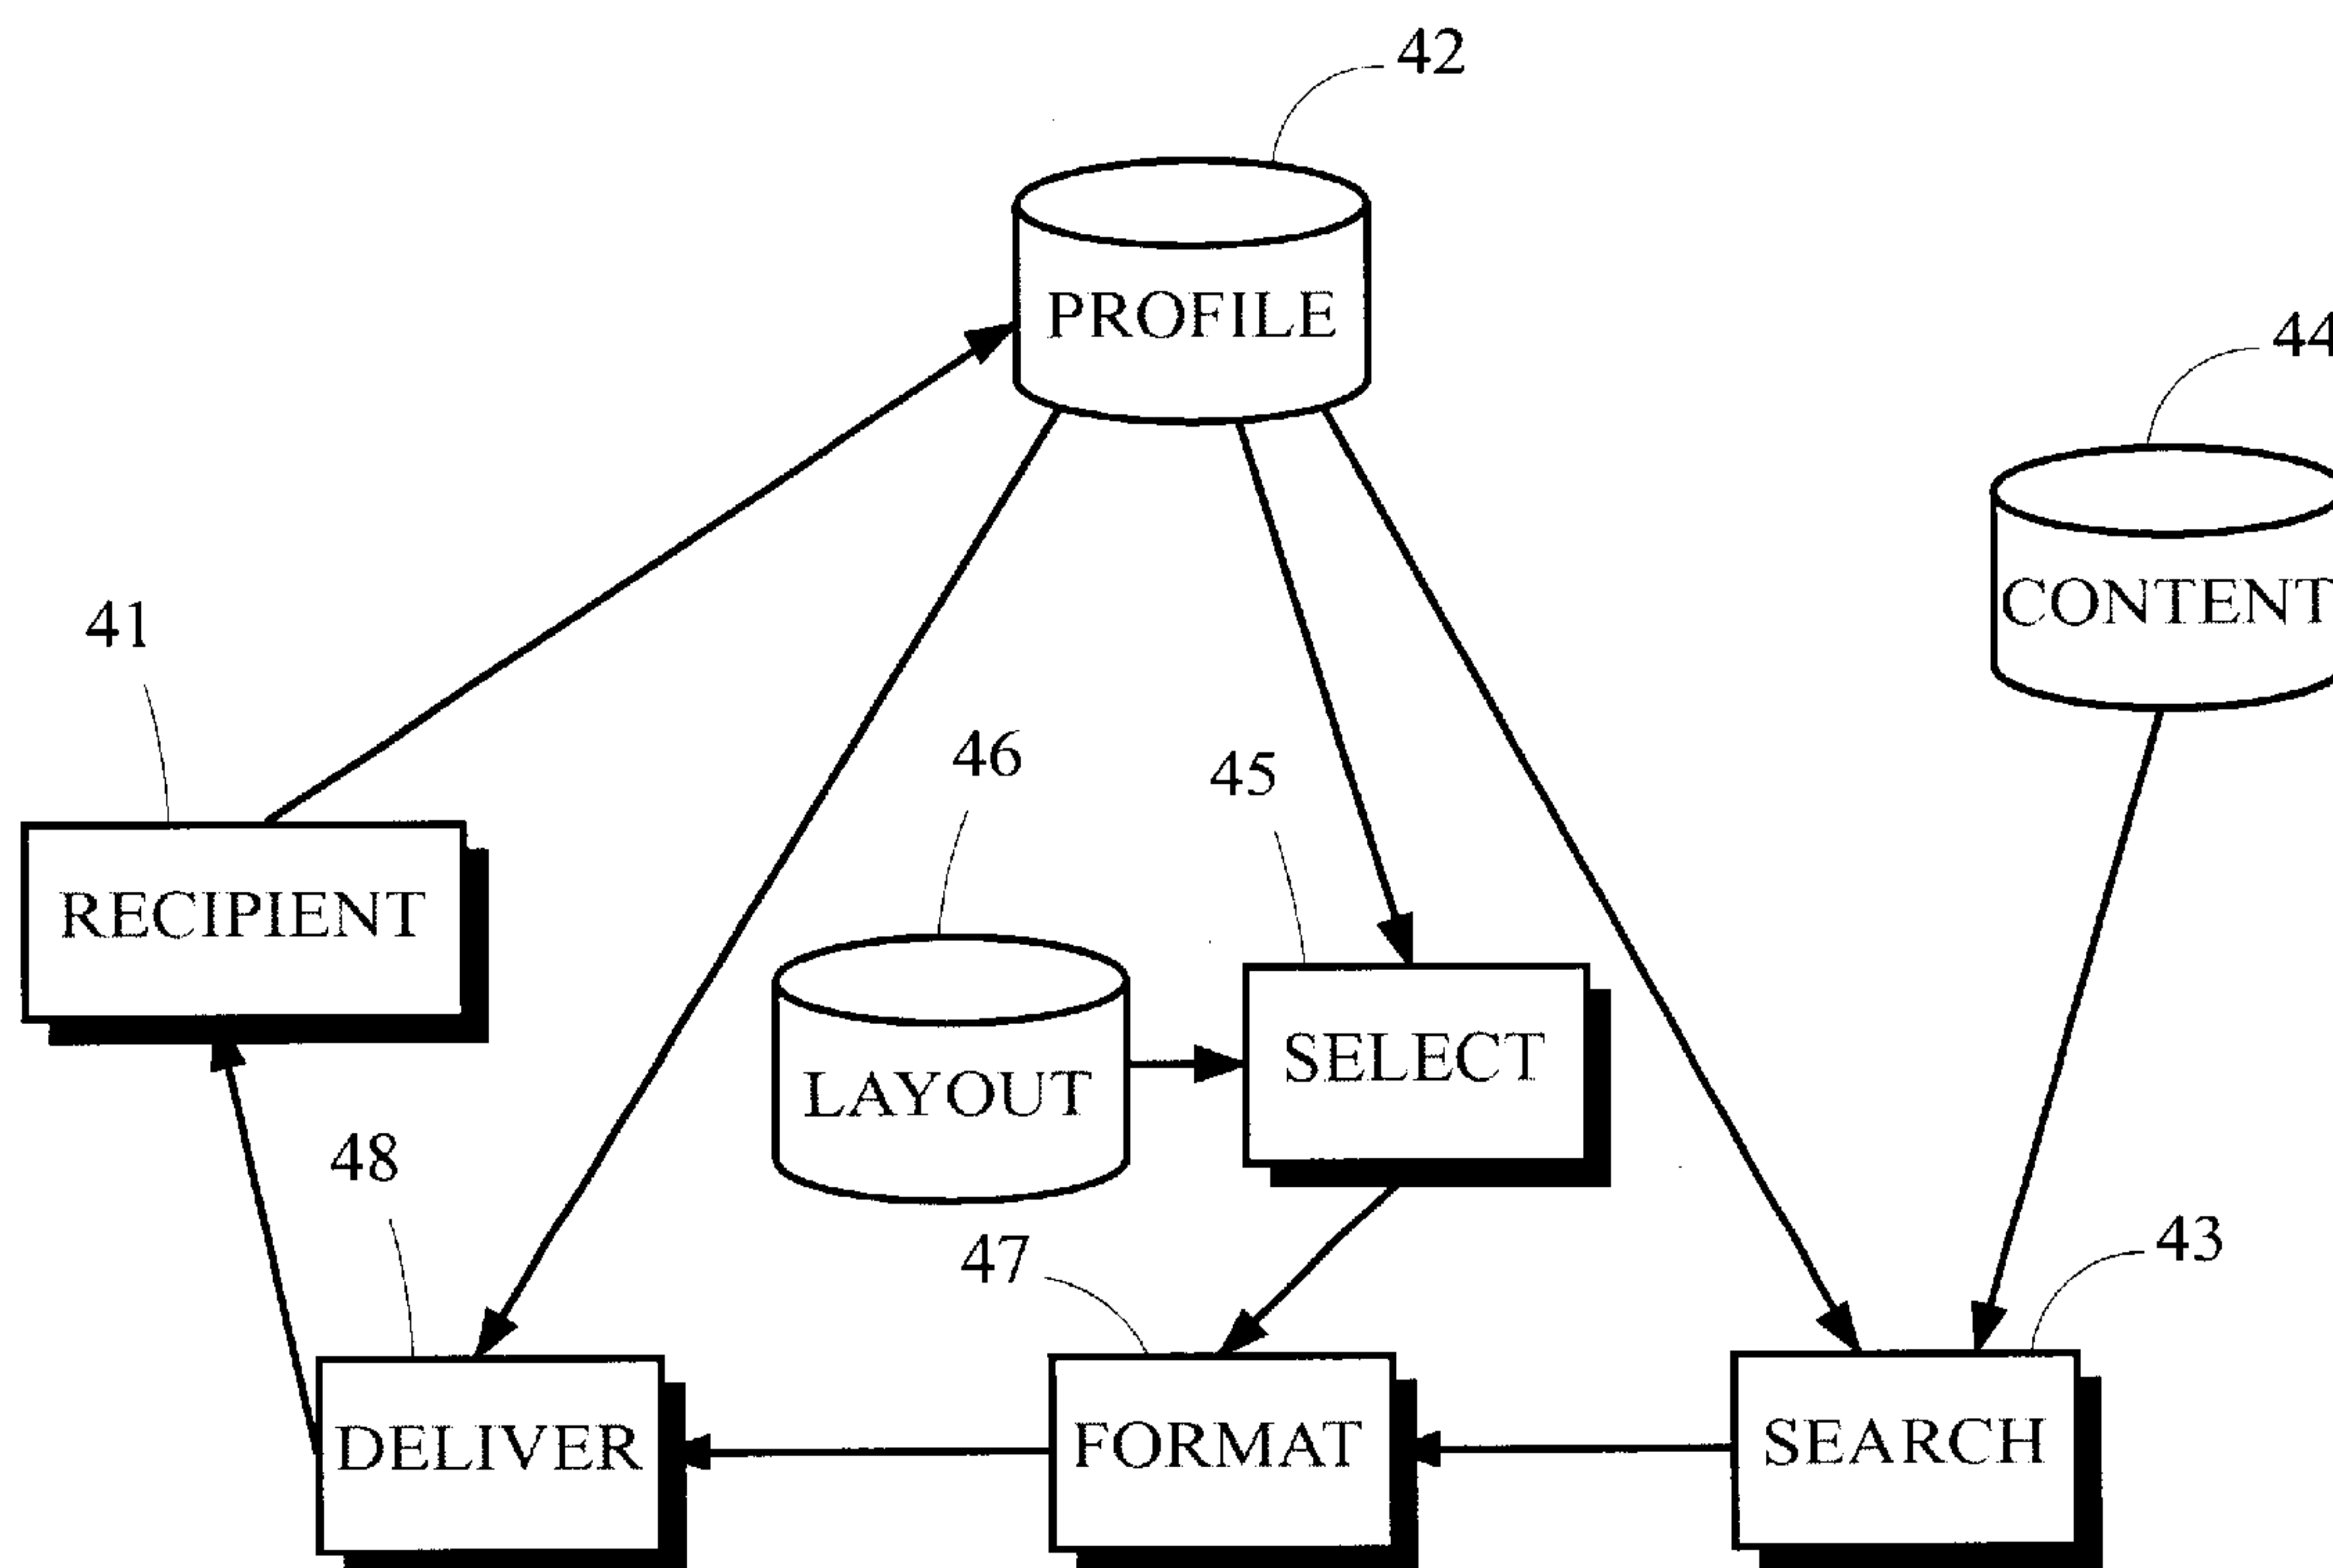 42
PROFILE
44
CONTENT
41
46
45
RECIPIENT
SELECT
LAYOUT
48
43
47
DELIVER
FORMAT
SEARCH